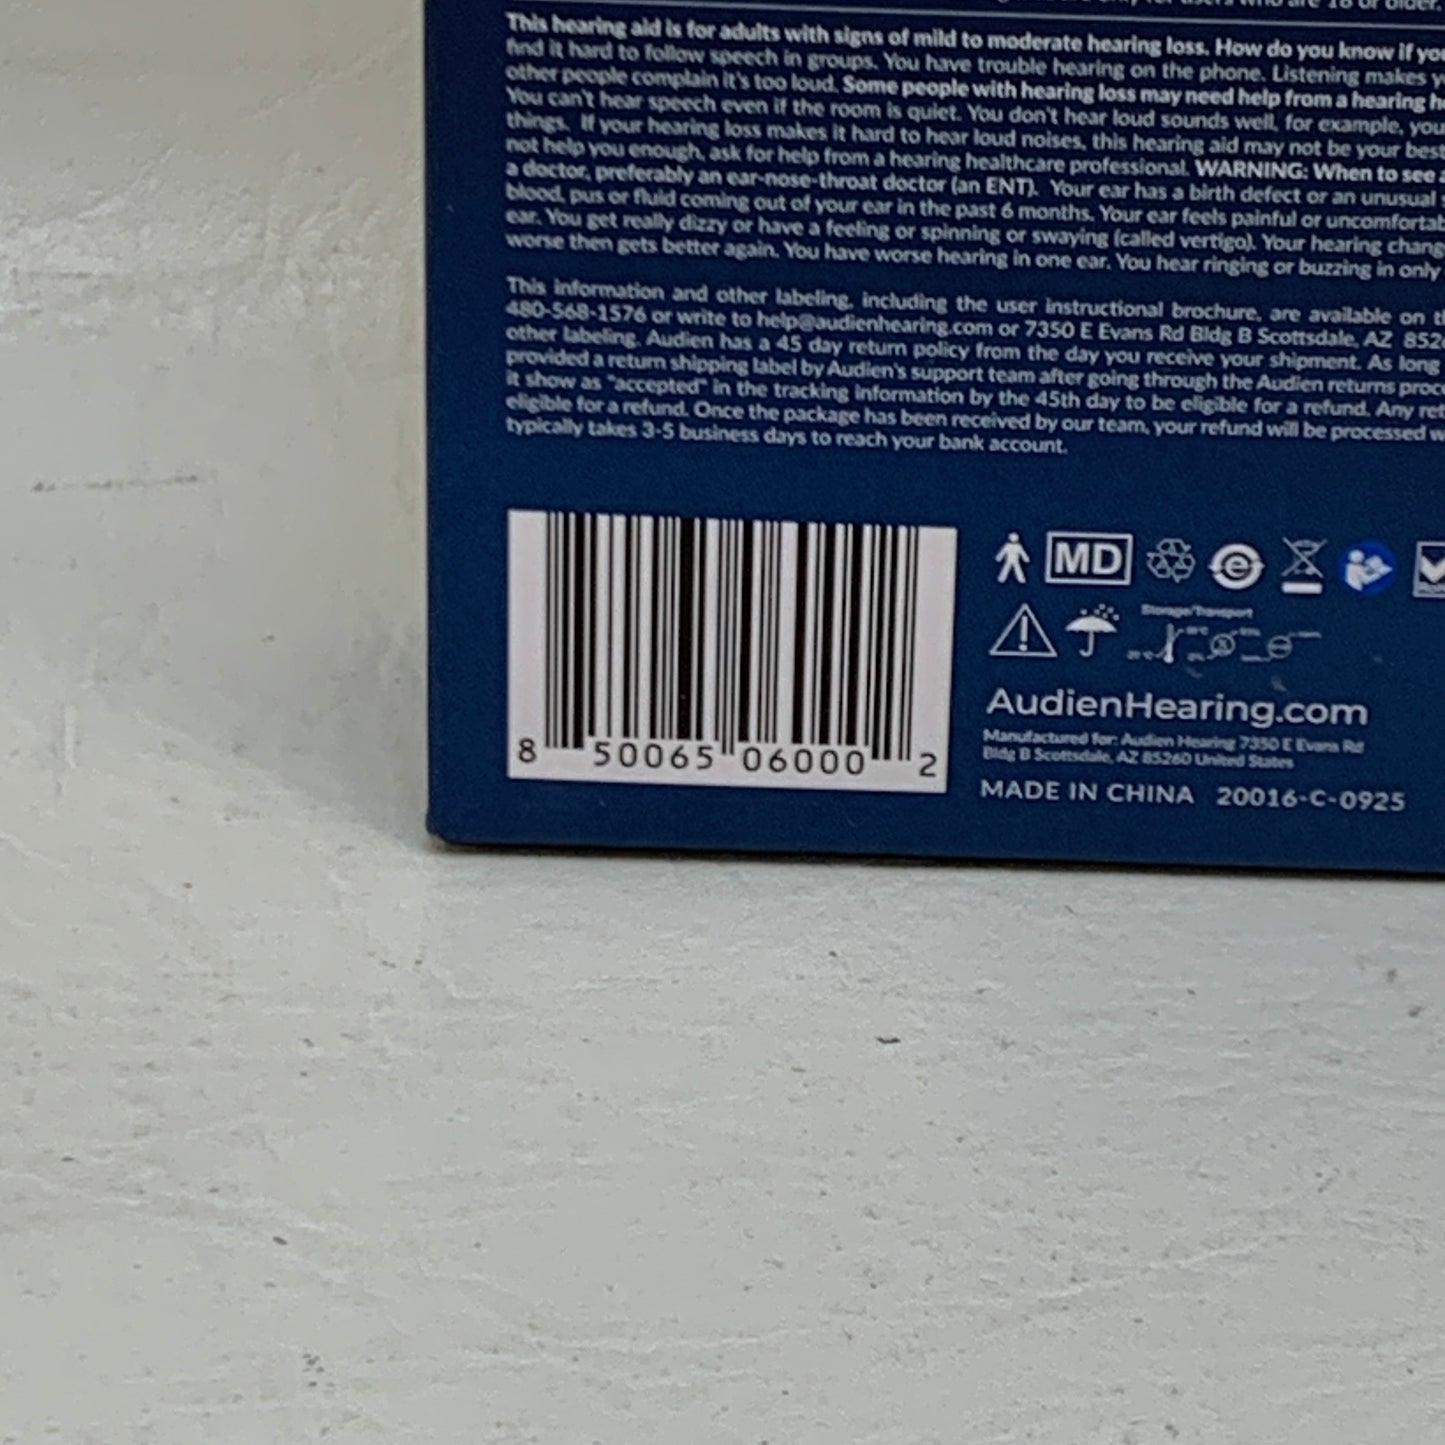 who are 18 or older.
This hearing aid is for adults with signs of mild to moderate hearing loss. How do you know if you
find it hard to follow speech in groups. You have trouble hearing on the phone. Listening makes
other people complain it's too loud. Some people with hearing loss may need help from a hearing
You can't hear speech even if the room is quiet. You don't hear loud sounds well, for example, you
things. If your hearing loss makes it hard to hear loud noises, this hearing aid may not be your best
not help you enough, ask for help from a hearing healthcare professional. WARNING: When to see a
a doctor, preferably an ear-nose-throat doctor (an ENT). Your ear has a birth defect or an unusual
blood, pus or fluid coming out of your ear in the past 6 months. Your ear feels painful or uncomfortab
ear. You get really dizzy or have a feeling or spinning or swaying (called vertigo). Your hearing chang
worse then gets better again. You have worse hearing in one ear. You hear ringing or buzzing in only
This information and other labeling, including the user instructional brochure, are available on
480-568-1576 or write to help@audienhearing.com or 7350 E Evans Rd Bldg B Scottsdale, AZ 852
other labeling. Audien has a 45 day return policy from the day you receive your shipment. As long
provided a return shipping label by Audien's support team after going through the Audien returns proc
it show as "accepted" in the tracking information by the 45th day to be eligible for a refund. Any ret
eligible for a refund. Once the package has been received by our team, your refund will be processed w
typically takes 3-5 business days to reach your bank account.
MD
Storage/Transport
AudienHearing.com
Manufactured for: Audien Hearing 7350 E Evans Rd
Bldg B Scottsdale, AZ 85260 United States
MADE IN CHINA 20016-C-0925
8 50065 06000 2